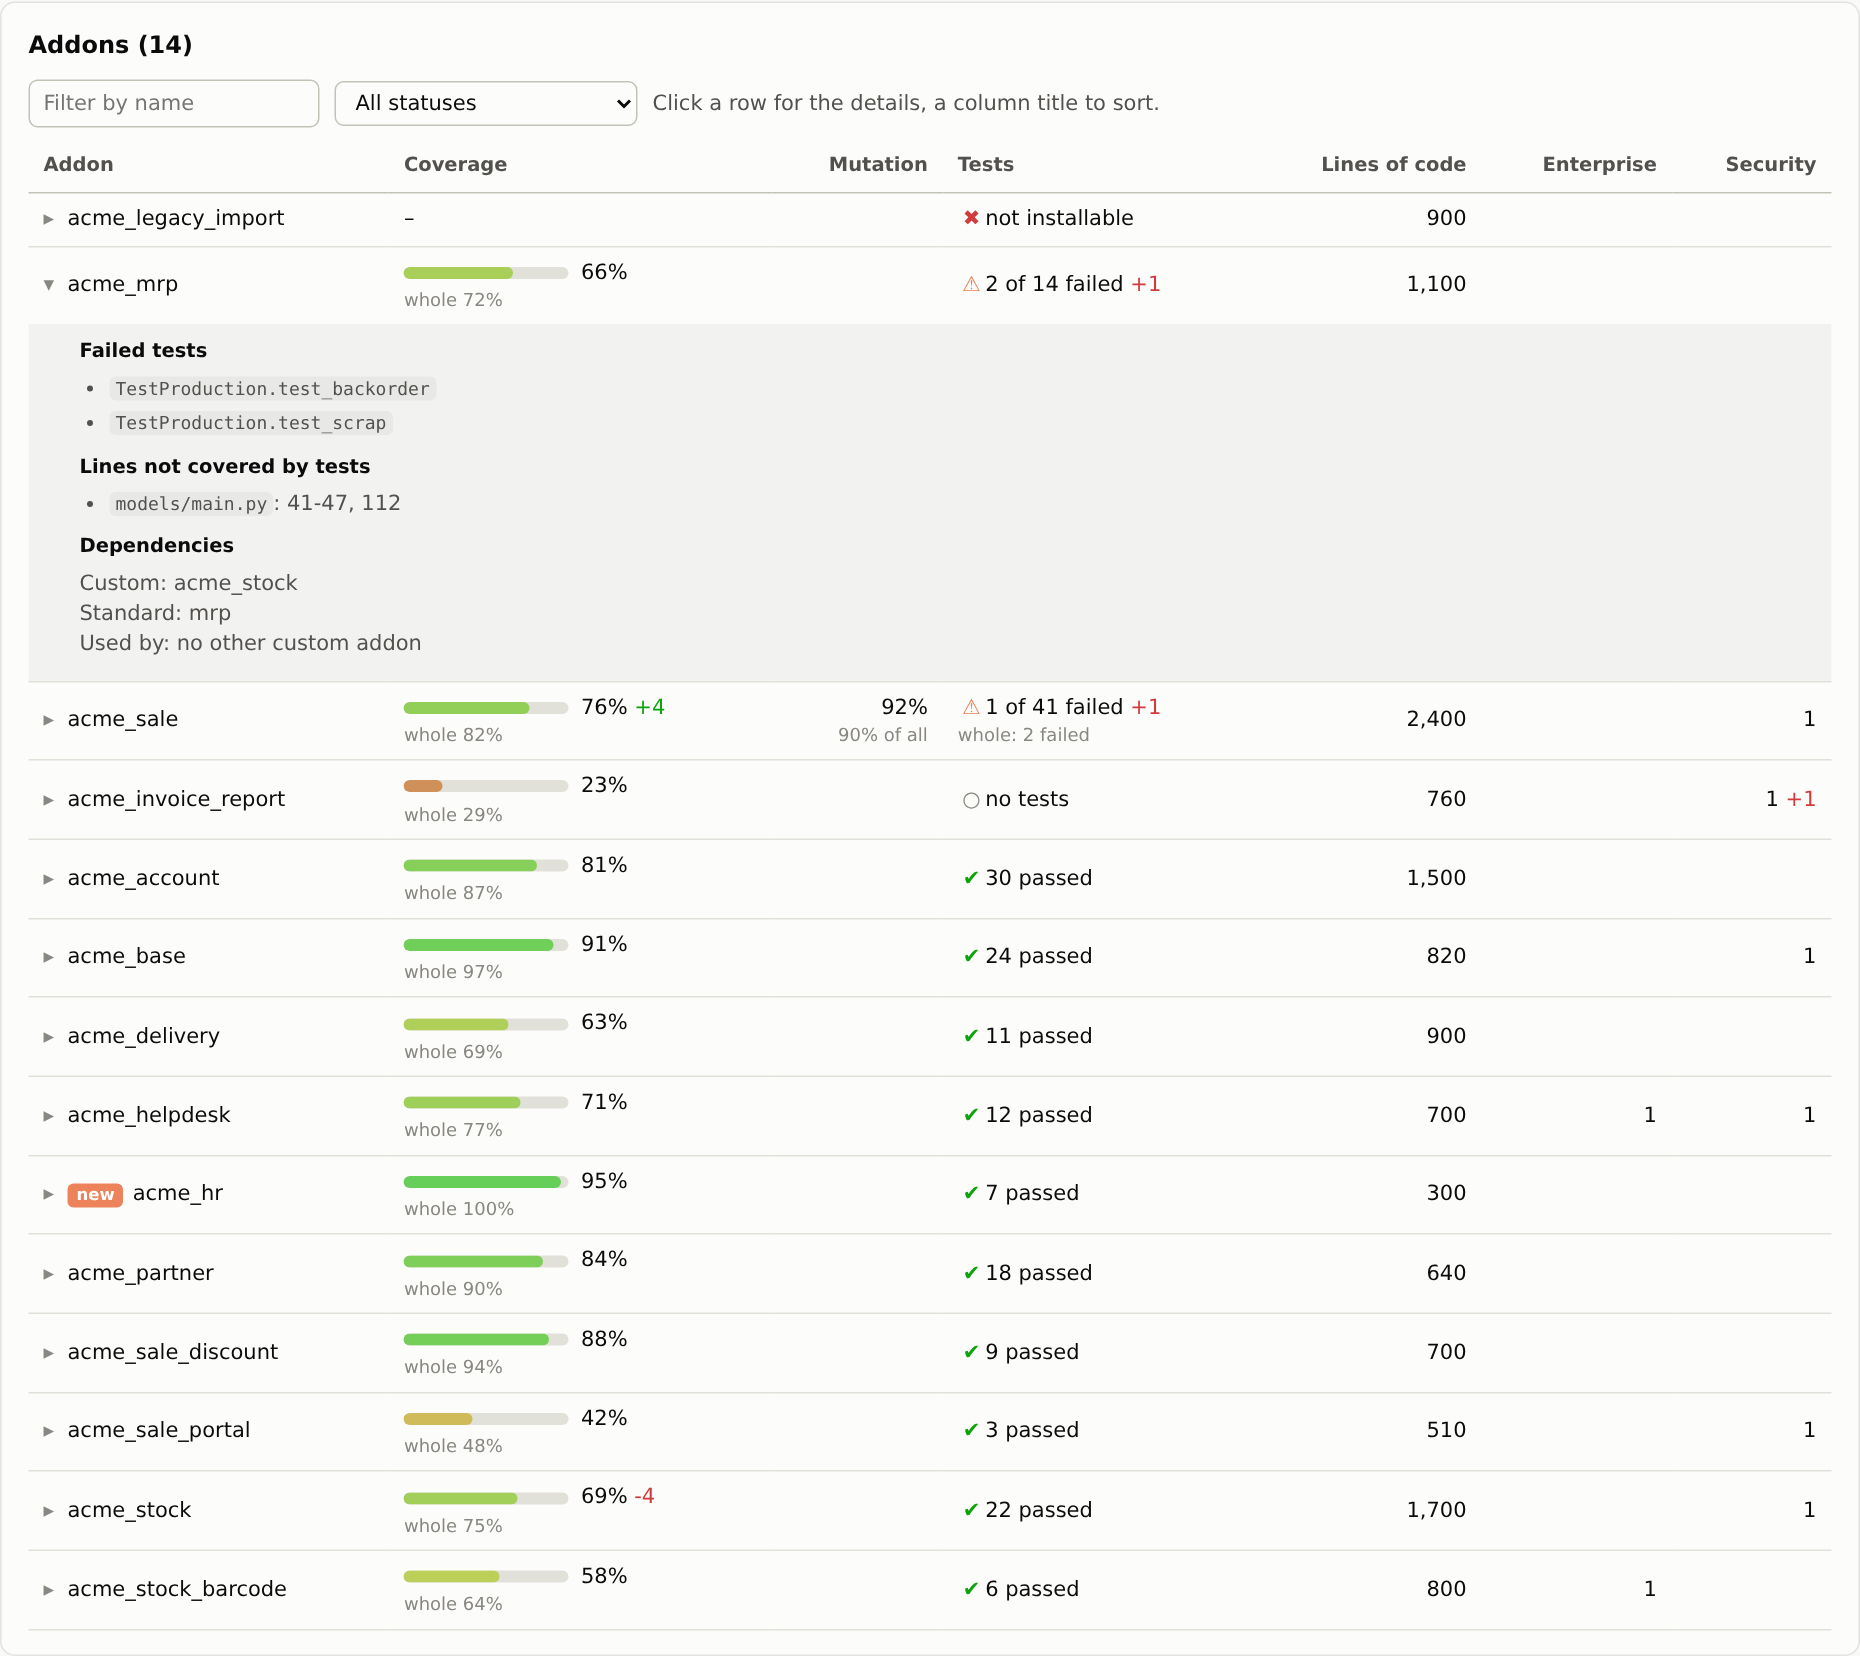 Addons (14)
Filter by name All statuses Click a row for the details, a column title to sort.
Addon Coverage Mutation Tests Lines of code Enterprise Security
▸ acme_legacy_import – ✖ not installable 900
▾ acme_mrp 66% ⚠ 2 of 14 failed +1 1,100
whole 72%
Failed tests
• TestProduction.test_backorder
• TestProduction.test_scrap
Lines not covered by tests
• models/main.py: 41-47, 112
Dependencies
Custom: acme_stock
Standard: mrp
Used by: no other custom addon
▸ acme_sale 76% +4 92% ⚠ 1 of 41 failed +1 2,400 1
whole 82% 90% of all whole: 2 failed
▸ acme_invoice_report 23% ○ no tests 760 1 +1
whole 29%
▸ acme_account 81% ✔ 30 passed 1,500
whole 87%
▸ acme_base 91% ✔ 24 passed 820 1
whole 97%
▸ acme_delivery 63% ✔ 11 passed 900
whole 69%
▸ acme_helpdesk 71% ✔ 12 passed 700 1 1
whole 77%
▸ new acme_hr 95% ✔ 7 passed 300
whole 100%
▸ acme_partner 84% ✔ 18 passed 640
whole 90%
▸ acme_sale_discount 88% ✔ 9 passed 700
whole 94%
▸ acme_sale_portal 42% ✔ 3 passed 510 1
whole 48%
▸ acme_stock 69% -4 ✔ 22 passed 1,700 1
whole 75%
▸ acme_stock_barcode 58% ✔ 6 passed 800 1
whole 64%